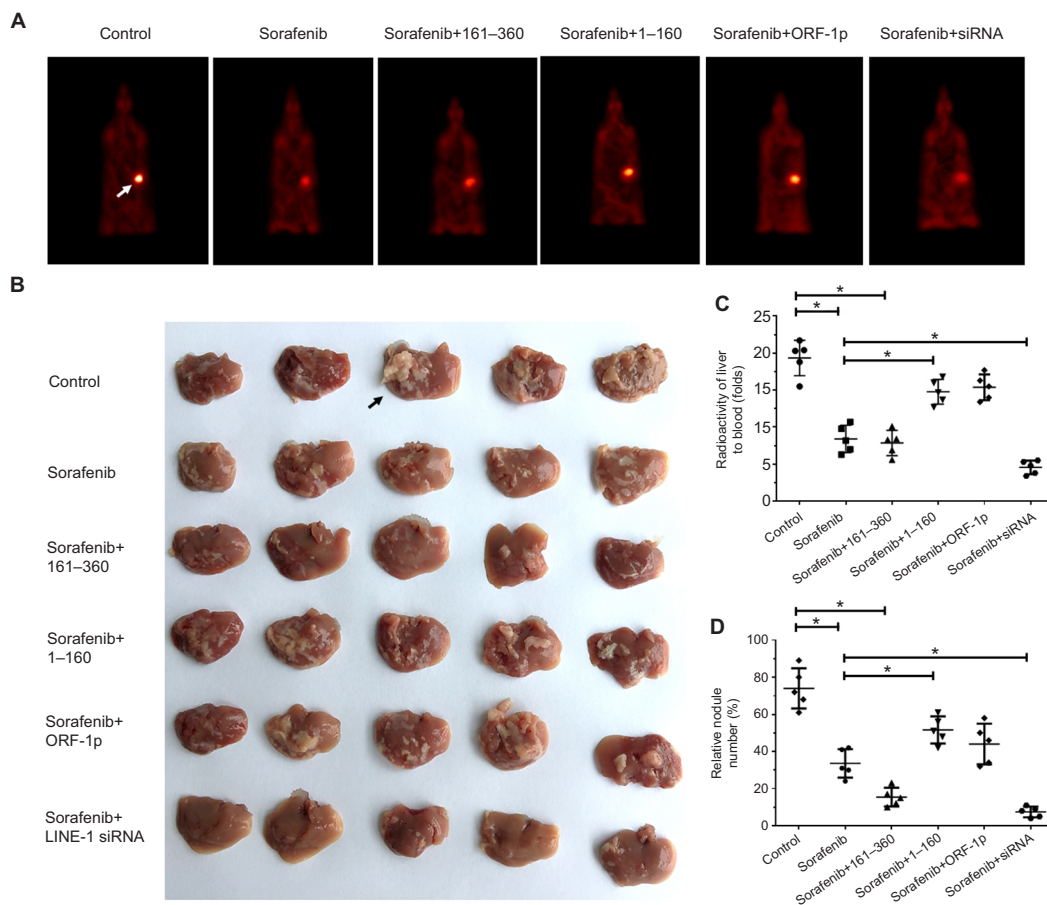 A
Control
Sorafenib
Sorafenib+161–360
Sorafenib+1–160
Sorafenib+ORF-1p
Sorafenib+siRNA
B
Control
Sorafenib
Sorafenib+
161–360
Sorafenib+
1–160
Sorafenib+
ORF-1p
Sorafenib+
LINE-1 siRNA
C
Radioactivity of liver
to blood (folds)
25
20
15
15
5
0
*
*
*
*
Control
Sorafenib
Sorafenib+161–360
Sorafenib+1–160
Sorafenib+ORF-1p
Sorafenib+siRNA
D
Relative nodule
number (%)
100
80
60
40
20
0
*
*
*
*
Control
Sorafenib
Sorafenib+161–360
Sorafenib+1–160
Sorafenib+ORF-1p
Sorafenib+siRNA